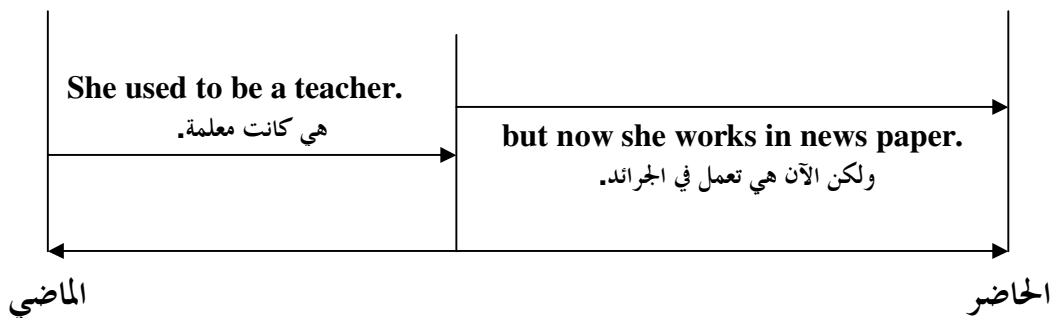 She used to be a teacher.
هي كانت معلمة.
but now she works in news paper.
ولكن الآن هي تعمل في الجرائد.
الماضي
الحاضر